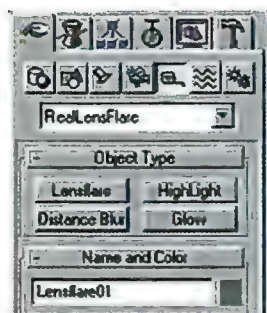 RealLensFlare
- Object Type
Lensflare HighLight
Distance Blur Glow
- Name and Color
Lensflare01